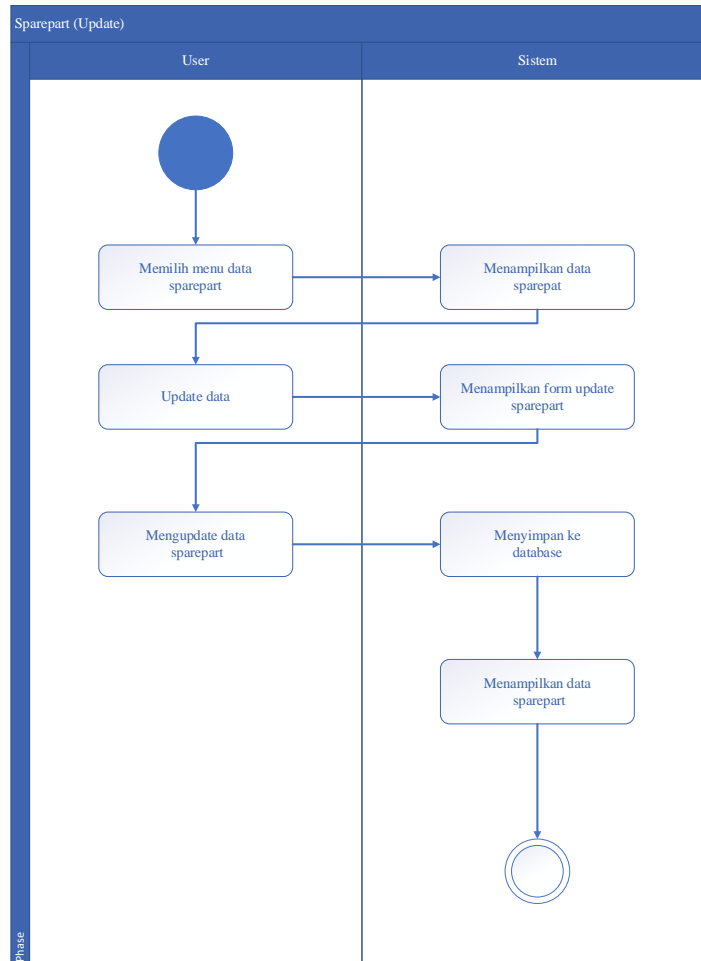 Sparepart (Update)
User
Sistem
Memilih menu data
sparepart
Menampilkan data
sparepat
Update data
Menampilkan form update
sparepart
Mengupdate data
sparepart
Menyimpan ke
database
Menampilkan data
sparepart
Phase